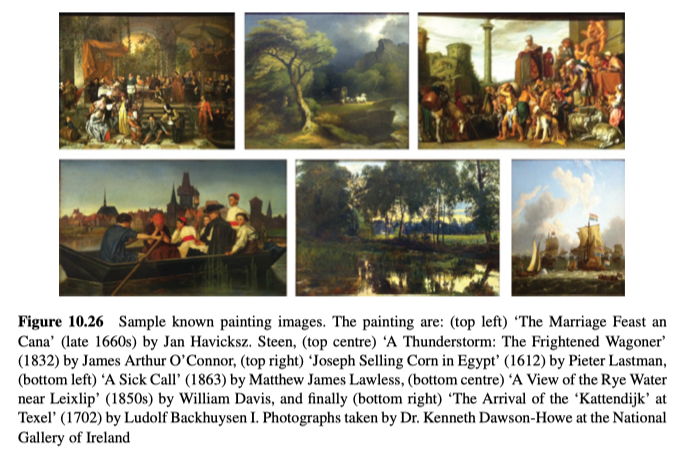 Figure 10.26 Sample known painting images. The painting are: (top left) ‘The Marriage Feast an
Cana’ (late 1660s) by Jan Havicksz. Steen, (top centre) ‘A Thunderstorm: The Frightened Wagoner’
(1832) by James Arthur O’Connor, (top right) ‘Joseph Selling Corn in Egypt’ (1612) by Pieter Lastman,
(bottom left) ‘A Sick Call’ (1863) by Matthew James Lawless, (bottom centre) ‘A View of the Rye Water
near Leixlip’ (1850s) by William Davis, and finally (bottom right) ‘The Arrival of the ‘Kattendijk’ at
Texel’ (1702) by Ludolf Backhuysen I. Photographs taken by Dr. Kenneth Dawson-Howe at the National
Gallery of Ireland